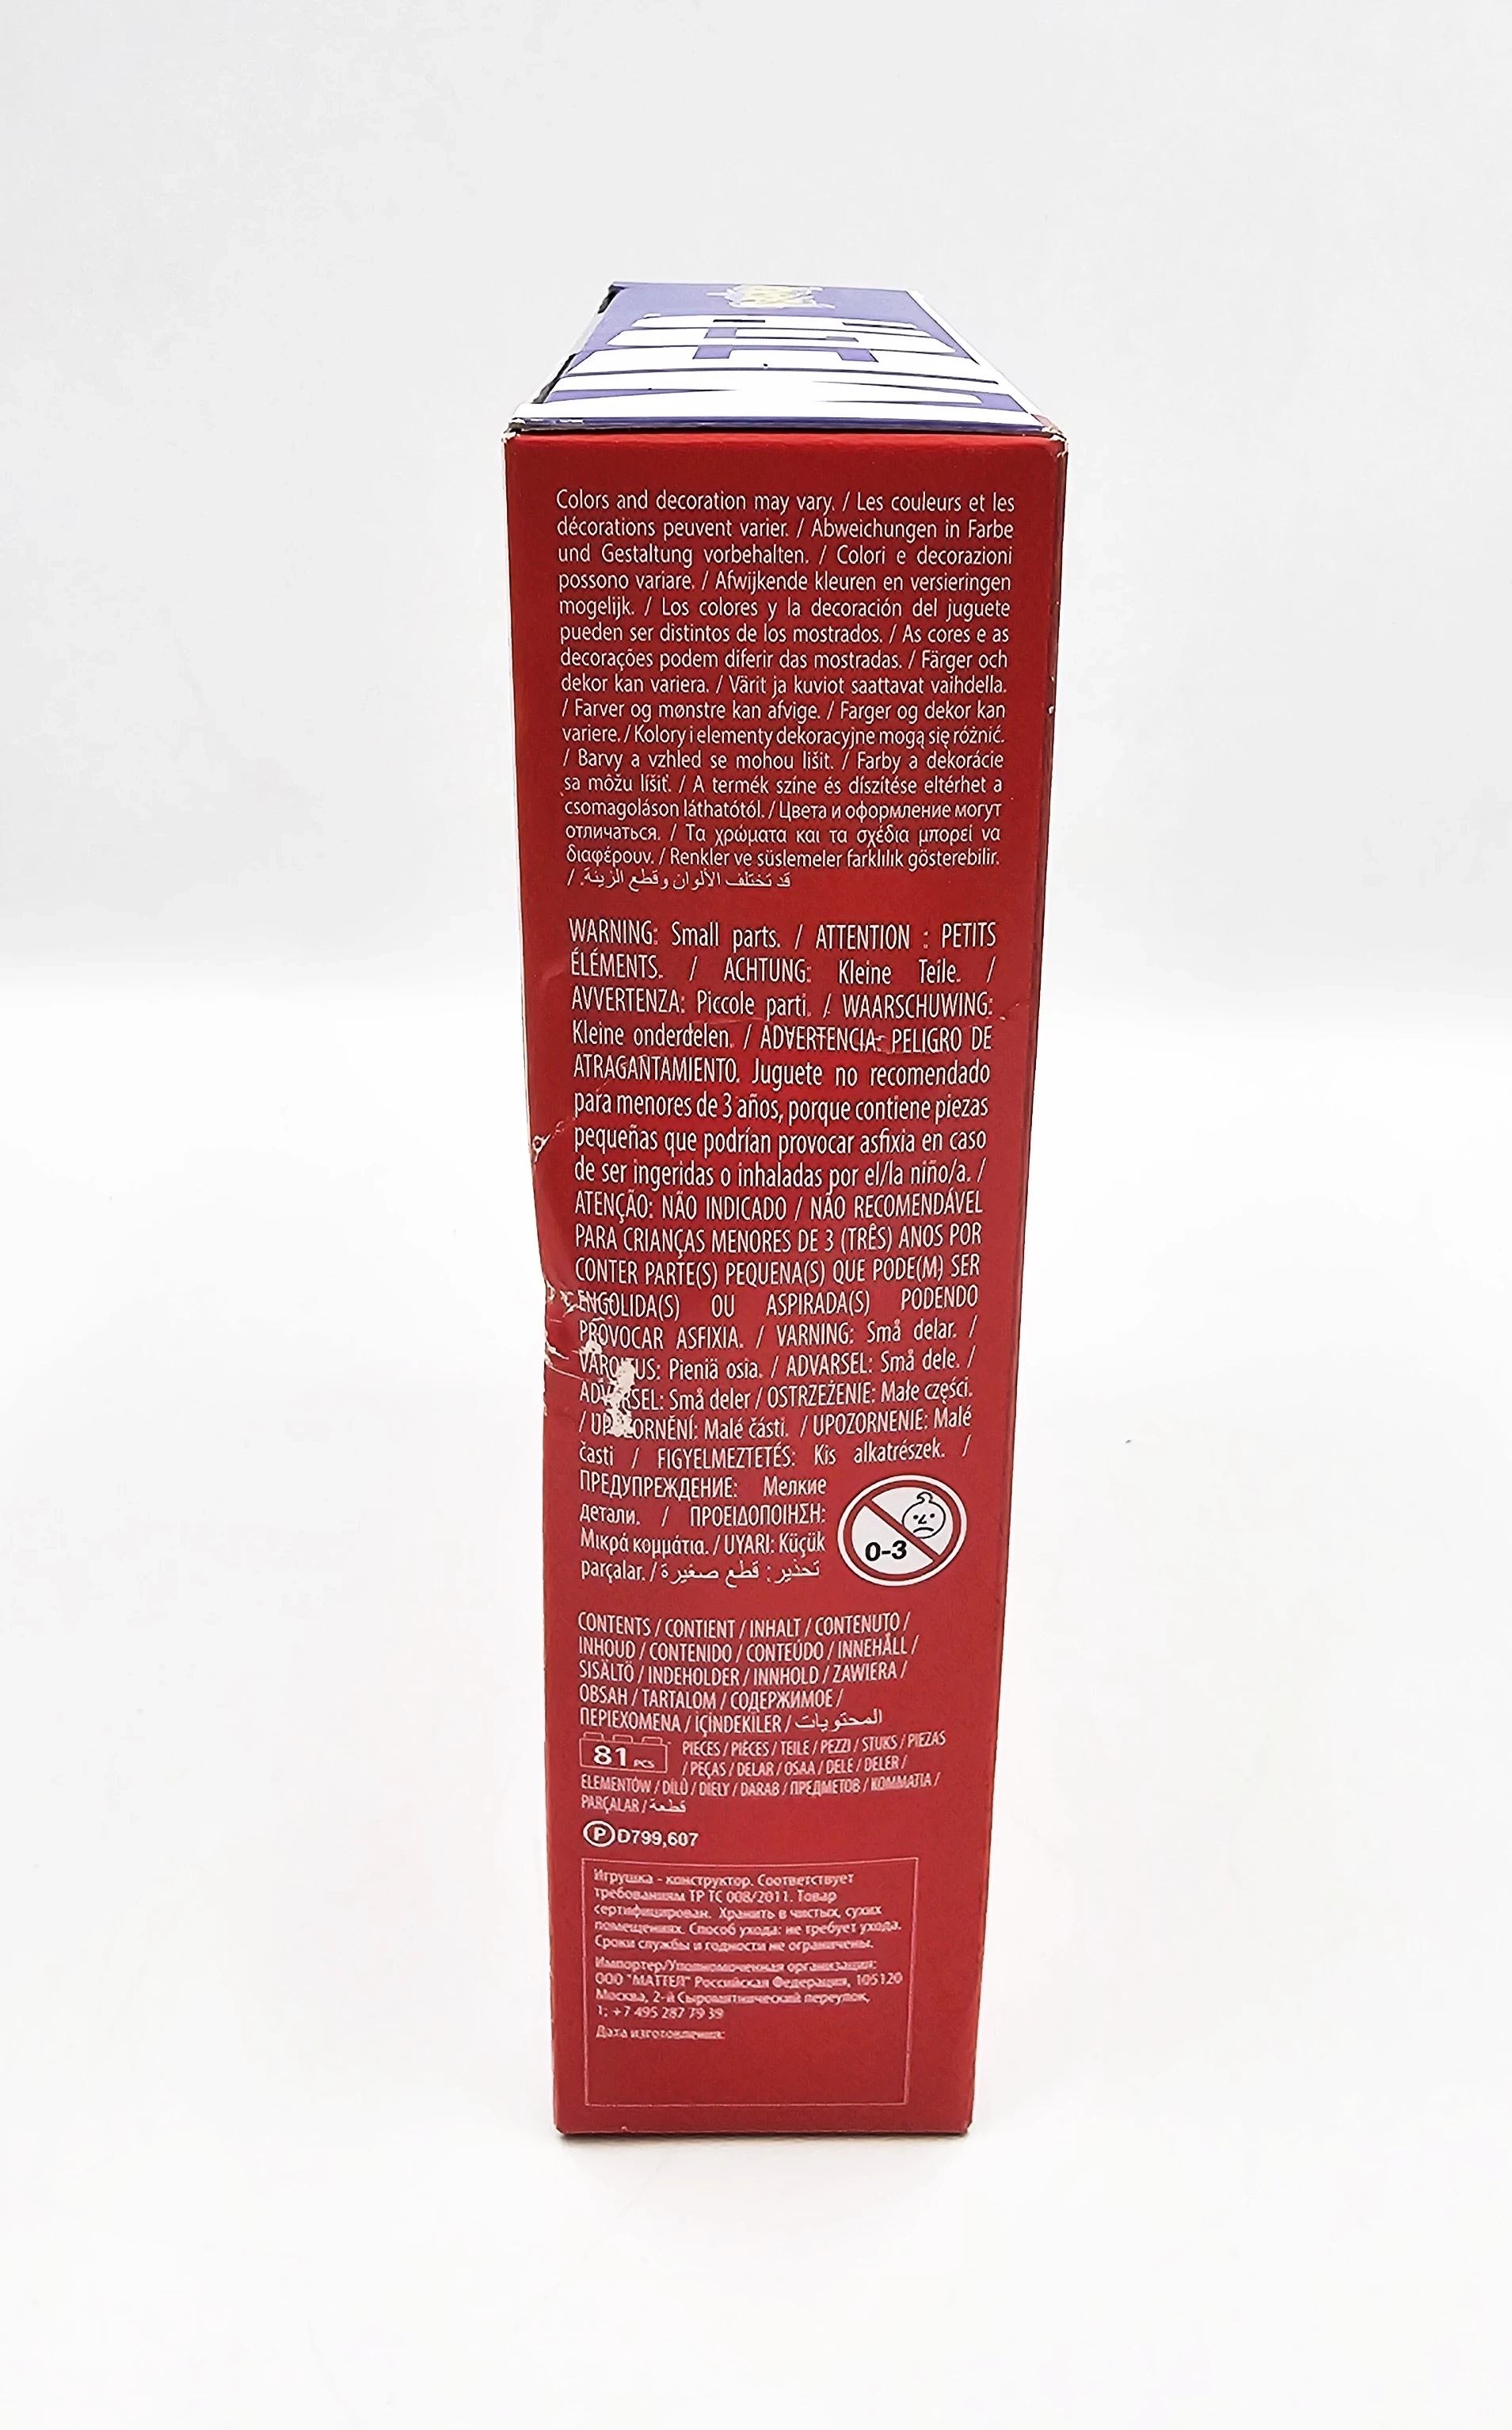 Colors and decoration may vary. / Les couleurs et les
décorations peuvent varier. / Abweichungen in Farbe
und Gestaltung vorbehalten. / Colori e decorazioni
possono variare. / Afwijkende kleuren en versieringen
mogelijk. / Los colores y la decoración del juguete
pueden ser distintos de los mostrados. / As cores e as
decorações podem diferir das mostradas. / Färger och
dekor kan variera. / Värit ja kuviot saattavat vaihdella.
/ Farver og mønstre kan afvige. / Farger og dekor kan
variere. / Kolory i elementy dekoracyjne mogą się różnić.
/ Barvy a vzhled se mohou lišit. / Farby a dekorácie
sa môžu líšiť. / A termék színe és díszítése eltérhet a
csomagoláson láthatótól. / Цвета и оформление могут
отличаться. / Τα χρώματα και τα σχέδια μπορεί να
διαφέρουν. / Renkler ve süslemeler farklılık gösterebilir.
/ قد تختلف الألوان وقطع الزينة.
WARNING: Small parts. / ATTENTION : PETITS
ÉLÉMENTS. / ACHTUNG: Kleine Teile. /
AVVERTENZA: Piccole parti. / WAARSCHUWING:
Kleine onderdelen. / ADVERTENCIA: PELIGRO DE
ATRAGANTAMIENTO. Juguete no recomendado
para menores de 3 años, porque contiene piezas
pequeñas que podrían provocar asfixia en caso
de ser ingeridas o inhaladas por el/la niño/a. /
ATENÇÃO: NÃO INDICADO / NÃO RECOMENDÁVEL
PARA CRIANÇAS MENORES DE 3 (TRÊS) ANOS POR
CONTER PARTE(S) PEQUENA(S) QUE PODE(M) SER
ENGOLIDA(S) OU ASPIRADA(S) PODENDO
PROVOCAR ASFIXIA. / VARNING: Små delar. /
VAROITUS: Pieniä osia. / ADVARSEL: Små dele. /
ADVARSEL: Små deler / OSTRZEŻENIE: Małe części.
/ UPOZORNĚNÍ: Malé části. / UPOZORNENIE: Malé
časti / FIGYELMEZTETÉS: Kis alkatrészek. /
ПРЕДУПРЕЖДЕНИЕ: Мелкие
детали. / ΠΡΟΕΙΔΟΠΟΙΗΣΗ:
Μικρά κομμάτια. / UYARI: Küçük
parçalar. / تحذير: قطع صغيرة
0-3
CONTENTS / CONTIENT / INHALT / CONTENUTO /
INHOUD / CONTENIDO / CONTEÚDO / INNEHÅLL /
SISÄLTÖ / INDEHOLDER / INNHOLD / ZAWIERA /
OBSAH / TARTALOM / СОДЕРЖИМОЕ /
ΠΕΡΙΕΧΟΜΕΝΑ / İÇİNDEKİLER / المحتويات
81 PCS PIECES / PIÈCES / TEILE / PEZZI / STUKS / PIEZAS
/ PEÇAS / DELAR / OSAA / DELE / DELER /
ELEMENTÓW / DÍLŮ / DIELY / DARAB / ПРЕДМЕТОВ / ΚΟΜΜΑΤΙΑ /
PARÇALAR / قطعة
Ⓟ D799,607
Игрушка - конструктор. Соответствует
требованиям ТР ТС 008/2011. Товар
сертифицирован. Хранить в чистых, сухих
помещениях. Способ ухода: не требует ухода.
Сроки службы и годности не ограничены.
Импортер/Уполномоченная организация:
ООО "МАТТЕЛ" Российская Федерация, 105120
Москва, 2-й Сыромятнический переулок,
1; +7 495 287 79 39
Дата изготовления: